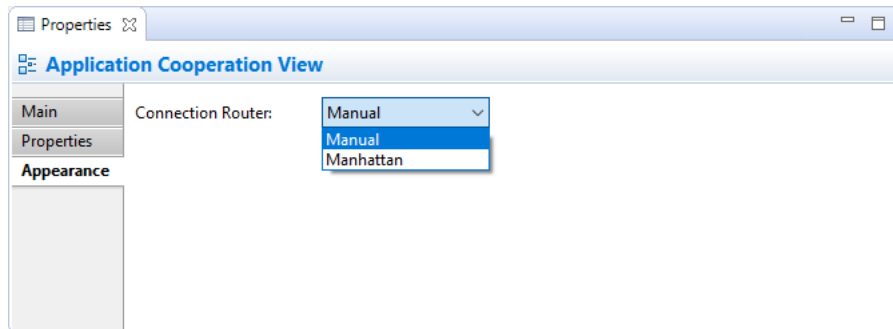 Properties
Application Cooperation View
Main
Connection Router:
Manual
Properties
Manual
Manhattan
Appearance